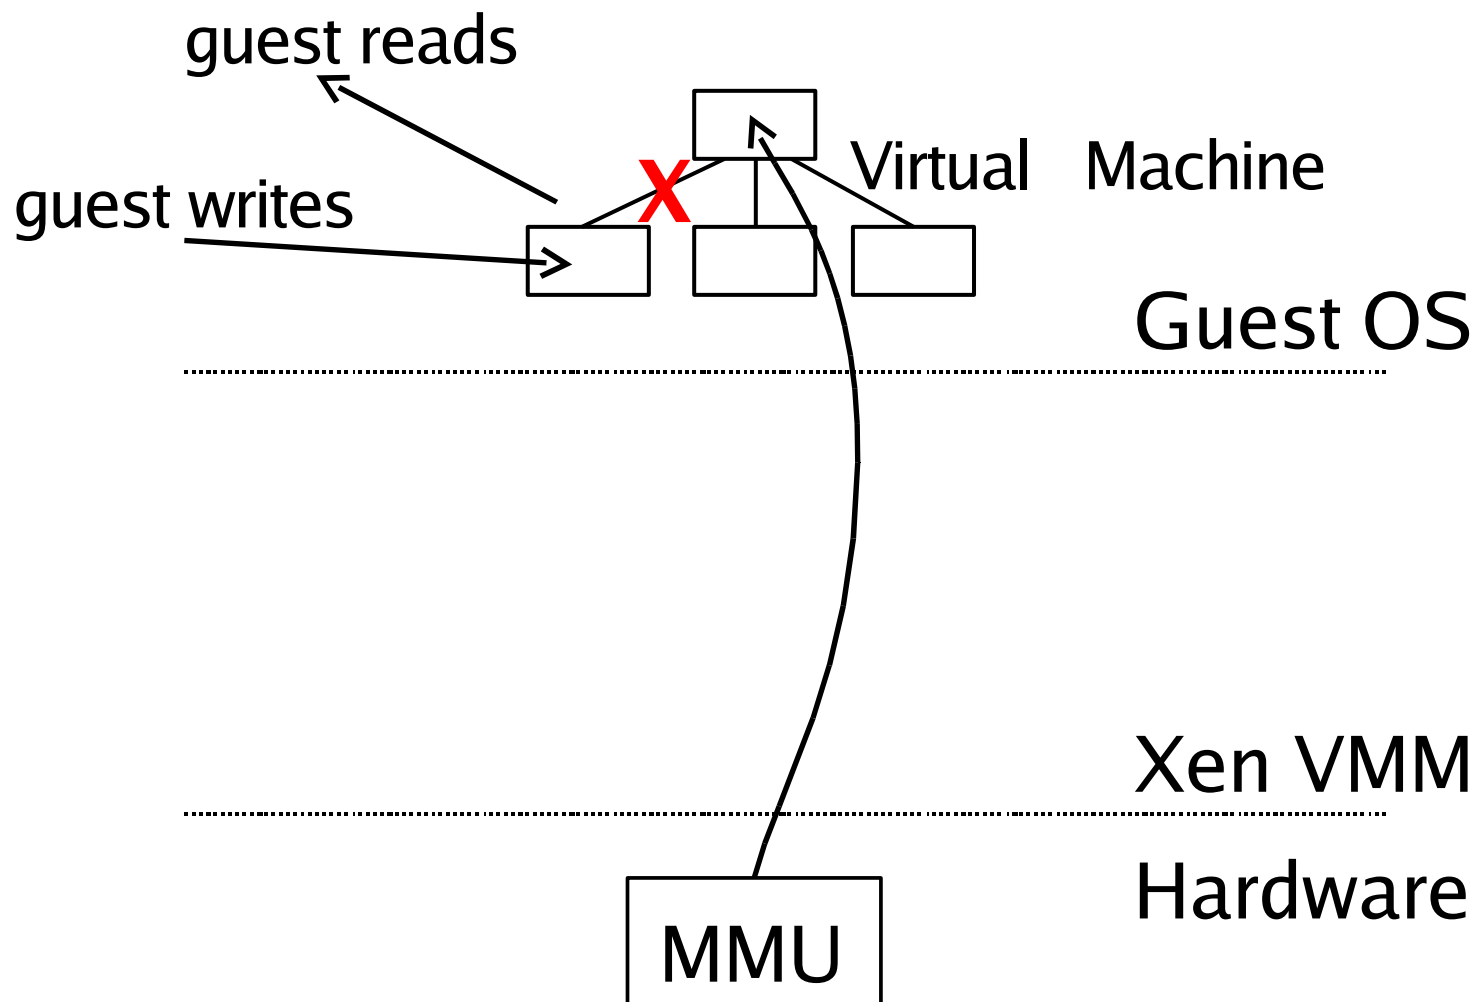 guest reads
Virtual Machine
guest writes
X
Guest OS
Xen VMM
Hardware
MMU